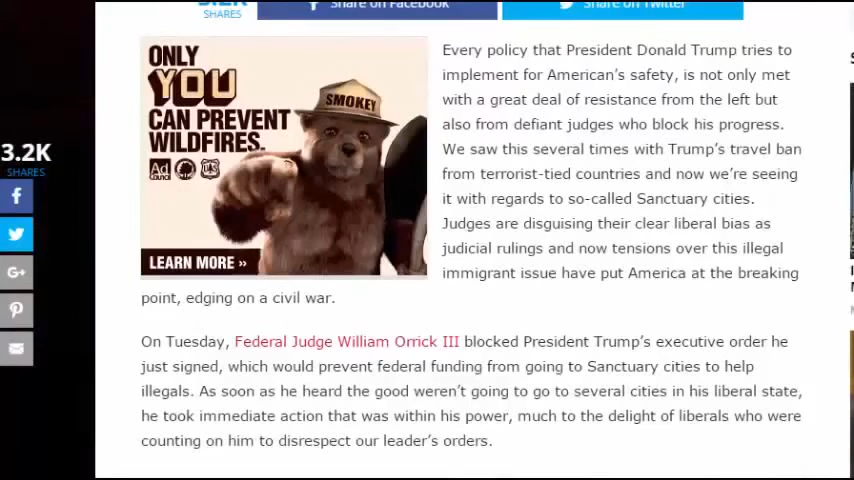 SHARES
Share on Facebook
Share on Twitter
ONLY
YOU
CAN PREVENT
WILDFIRES.
SMOKEY
Ad
LEARN MORE »
3.2K
SHARES
G+
Every policy that President Donald Trump tries to
implement for American's safety, is not only met
with a great deal of resistance from the left but
also from defiant judges who block his progress.
We saw this several times with Trump's travel ban
from terrorist-tied countries and now we're seeing
it with regards to so-called Sanctuary cities.
Judges are disguising their clear liberal bias as
judicial rulings and now tensions over this illegal
immigrant issue have put America at the breaking
point, edging on a civil war.
On Tuesday, Federal Judge William Orrick III blocked President Trump's executive order he
just signed, which would prevent federal funding from going to Sanctuary cities to help
illegals. As soon as he heard the good weren't going to go to several cities in his liberal state,
he took immediate action that was within his power, much to the delight of liberals who were
counting on him to disrespect our leader's orders.